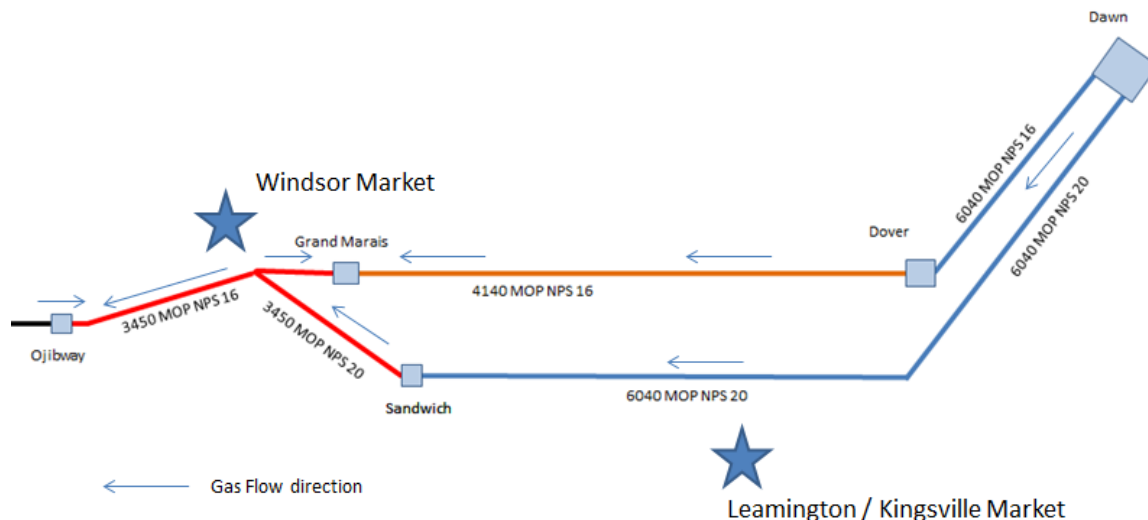 Dawn
6040 MOP NPS 16
6040 MOP NPS 20
Windsor Market
Grand Marais
Dover
4140 MOP NPS 16
3450 MOP NPS 16
Ojibway
3450 MOP NPS 20
Sandwich
6040 MOP NPS 20
Gas Flow direction
Leamington / Kingsville Market